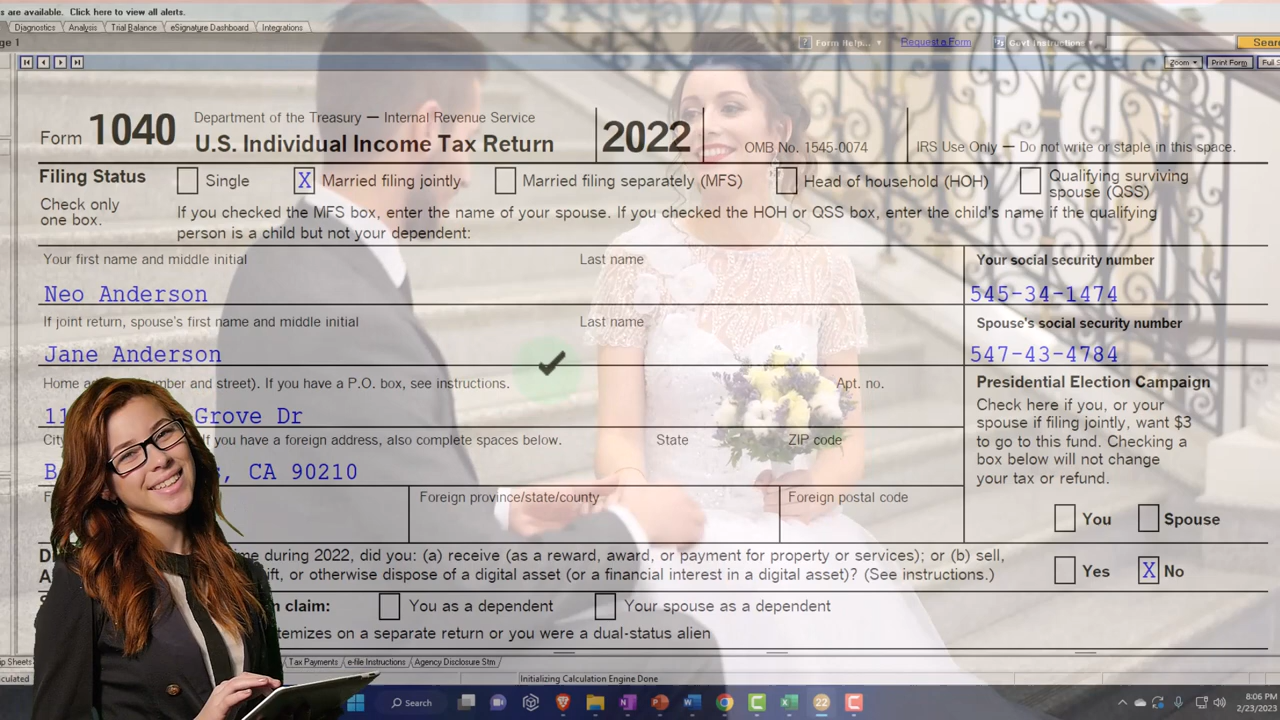 s are available. Click here to view all alerts.
Diagnostics Analysis Trial Balance eSignature Dashboard Integrations
ge 1 Form Help... Request a Form Govt Instructions Sear
Zoom Print Form Full S
Form 1040 Department of the Treasury — Internal Revenue Service
U.S. Individual Income Tax Return 2022 OMB No. 1545-0074 IRS Use Only — Do not write or staple in this space.
Filing Status Single X Married filing jointly Married filing separately (MFS) Head of household (HOH) Qualifying surviving
spouse (QSS)
Check only
one box.
If you checked the MFS box, enter the name of your spouse. If you checked the HOH or QSS box, enter the child's name if the qualifying
person is a child but not your dependent:
Your first name and middle initial Last name Your social security number
Neo Anderson 545-34-1474
If joint return, spouse's first name and middle initial Last name Spouse's social security number
Jane Anderson 547-43-4784
Home a umber and street). If you have a P.O. box, see instructions. Apt. no.
11 Grove Dr
City If you have a foreign address, also complete spaces below. State ZIP code
B s, CA 90210
Foreign province/state/county Foreign postal code
Presidential Election Campaign
Check here if you, or your
spouse if filing jointly, want $3
to go to this fund. Checking a
box below will not change
your tax or refund.
You Spouse
me during 2022, did you: (a) receive (as a reward, award, or payment for property or services); or (b) sell,
ift, or otherwise dispose of a digital asset (or a financial interest in a digital asset)? (See instructions.) Yes X No
n claim: You as a dependent Your spouse as a dependent
temizes on a separate return or you were a dual-status alien
p Sheets Tax Payments e-file Instructions Agency Disclosure Stm
culated Initializing Calculation Engine Done
Search 22 8:06 PM
2/23/2023